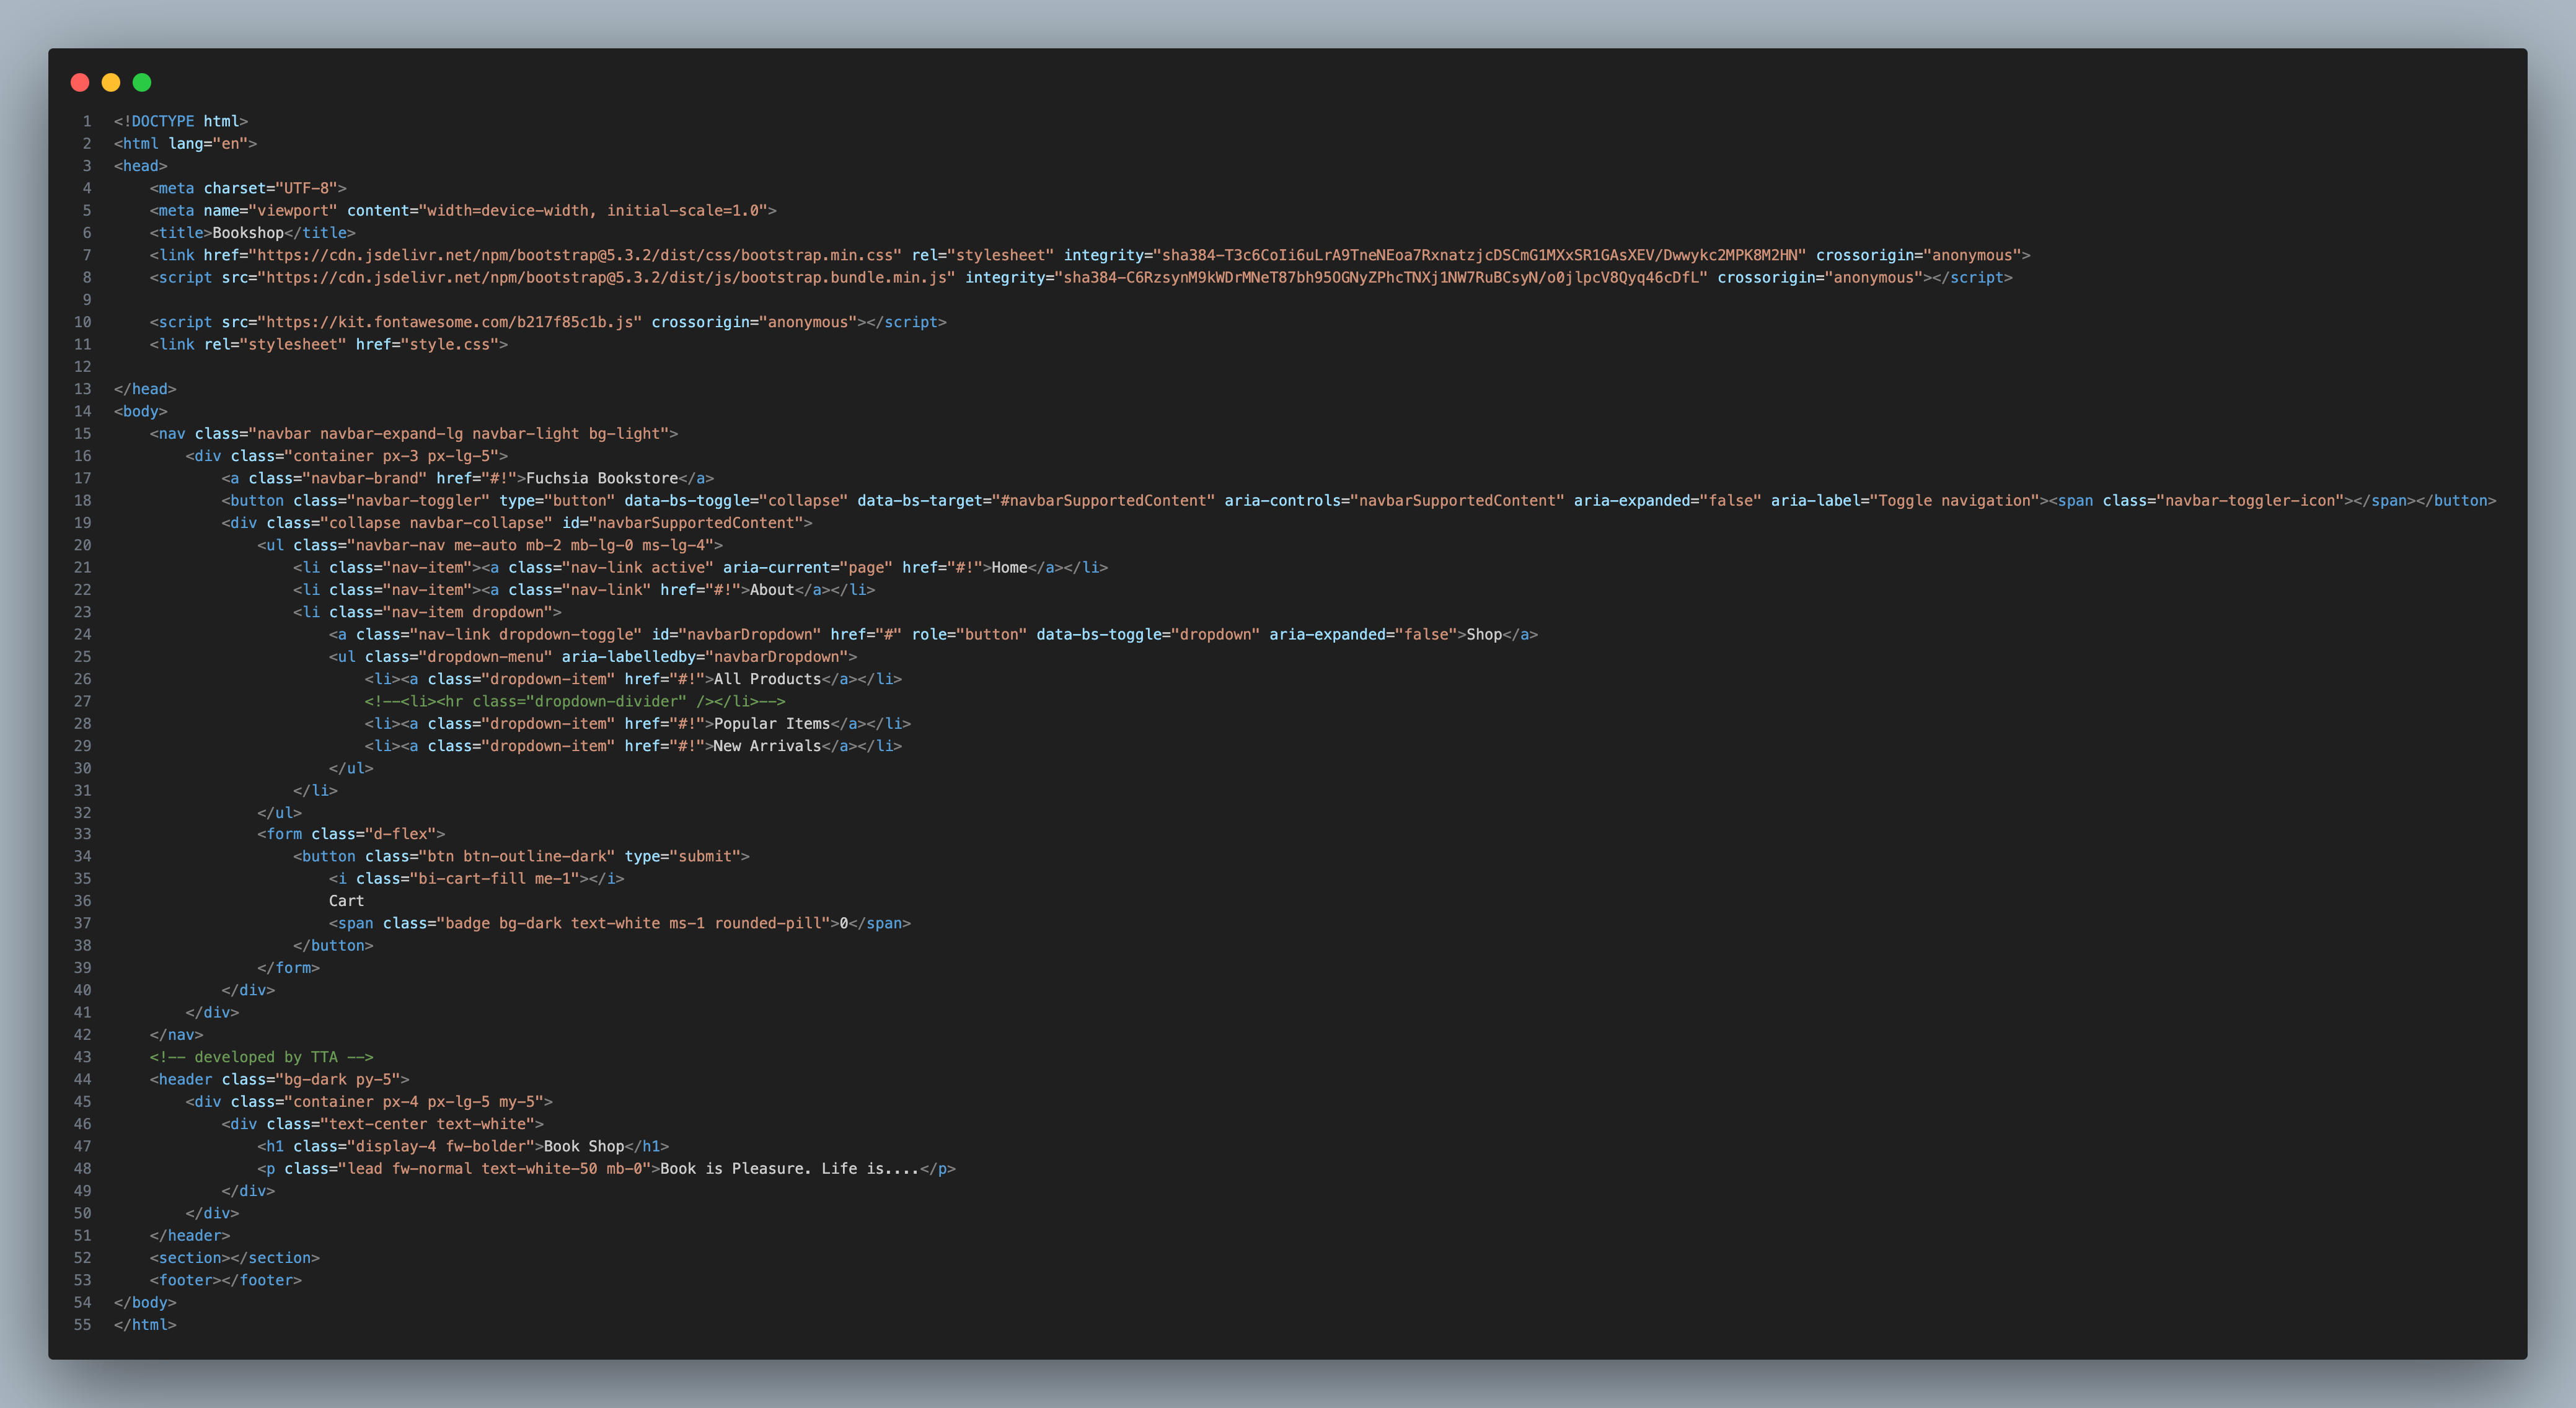 1 <!DOCTYPE html>
2 <html lang="en">
3 <head>
4     <meta charset="UTF-8">
5     <meta name="viewport" content="width=device-width, initial-scale=1.0">
6     <title>Bookshop</title>
7     <link href="https://cdn.jsdelivr.net/npm/bootstrap@5.3.2/dist/css/bootstrap.min.css" rel="stylesheet" integrity="sha384-T3c6CoIi6uLrA9TneNEoa7RxnatzjcDSCmG1MXxSR1GAsXEV/Dwwykc2MPK8M2HN" crossorigin="anonymous">
8     <script src="https://cdn.jsdelivr.net/npm/bootstrap@5.3.2/dist/js/bootstrap.bundle.min.js" integrity="sha384-C6RzsynM9kWDrMNeT87bh95OGNyZPhcTNXj1NW7RuBCsyN/o0jlpcV8Qyq46cDfL" crossorigin="anonymous"></script>
9
10     <script src="https://kit.fontawesome.com/b217f85c1b.js" crossorigin="anonymous"></script>
11     <link rel="stylesheet" href="style.css">
12
13 </head>
14 <body>
15     <nav class="navbar navbar-expand-lg navbar-light bg-light">
16         <div class="container px-3 px-lg-5">
17             <a class="navbar-brand" href="#!">Fuchsia Bookstore</a>
18             <button class="navbar-toggler" type="button" data-bs-toggle="collapse" data-bs-target="#navbarSupportedContent" aria-controls="navbarSupportedContent" aria-expanded="false" aria-label="Toggle navigation"><span class="navbar-toggler-icon"></span></button>
19             <div class="collapse navbar-collapse" id="navbarSupportedContent">
20                 <ul class="navbar-nav me-auto mb-2 mb-lg-0 ms-lg-4">
21                     <li class="nav-item"><a class="nav-link active" aria-current="page" href="#!">Home</a></li>
22                     <li class="nav-item"><a class="nav-link" href="#!">About</a></li>
23                     <li class="nav-item dropdown">
24                         <a class="nav-link dropdown-toggle" id="navbarDropdown" href="#" role="button" data-bs-toggle="dropdown" aria-expanded="false">Shop</a>
25                         <ul class="dropdown-menu" aria-labelledby="navbarDropdown">
26                             <li><a class="dropdown-item" href="#!">All Products</a></li>
27                             <!--<li><hr class="dropdown-divider" /></li>-->
28                             <li><a class="dropdown-item" href="#!">Popular Items</a></li>
29                             <li><a class="dropdown-item" href="#!">New Arrivals</a></li>
30                         </ul>
31                     </li>
32                 </ul>
33                 <form class="d-flex">
34                     <button class="btn btn-outline-dark" type="submit">
35                         <i class="bi-cart-fill me-1"></i>
36                         Cart
37                         <span class="badge bg-dark text-white ms-1 rounded-pill">0</span>
38                     </button>
39                 </form>
40             </div>
41         </div>
42     </nav>
43     <!-- developed by TTA -->
44     <header class="bg-dark py-5">
45         <div class="container px-4 px-lg-5 my-5">
46             <div class="text-center text-white">
47                 <h1 class="display-4 fw-bolder">Book Shop</h1>
48                 <p class="lead fw-normal text-white-50 mb-0">Book is Pleasure. Life is....</p>
49             </div>
50         </div>
51     </header>
52     <section></section>
53     <footer></footer>
54 </body>
55 </html>